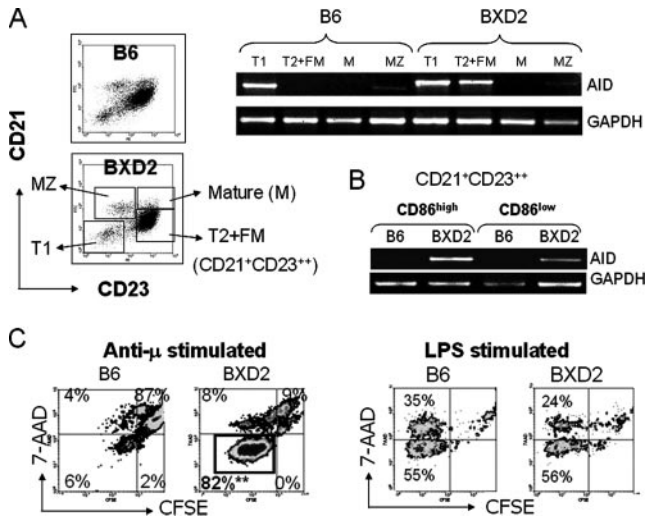 A
B6
BXD2
CD21
CD23
MZ
T1
Mature (M)
T2+FM
(CD21⁺CD23⁺⁺)
B6 BXD2
T1 T2+FM M MZ T1 T2+FM M MZ
AID
GAPDH
B
CD21⁺CD23⁺⁺
CD86ʰⁱᵍʰ CD86ˡᵒʷ
B6 BXD2 B6 BXD2
AID
GAPDH
C
Anti-μ stimulated LPS stimulated
B6 BXD2 B6 BXD2
4% 87% 8% 9% 35% 24%
6% 2% 82%** 0% 55% 56%
7-AAD 7-AAD
CFSE CFSE